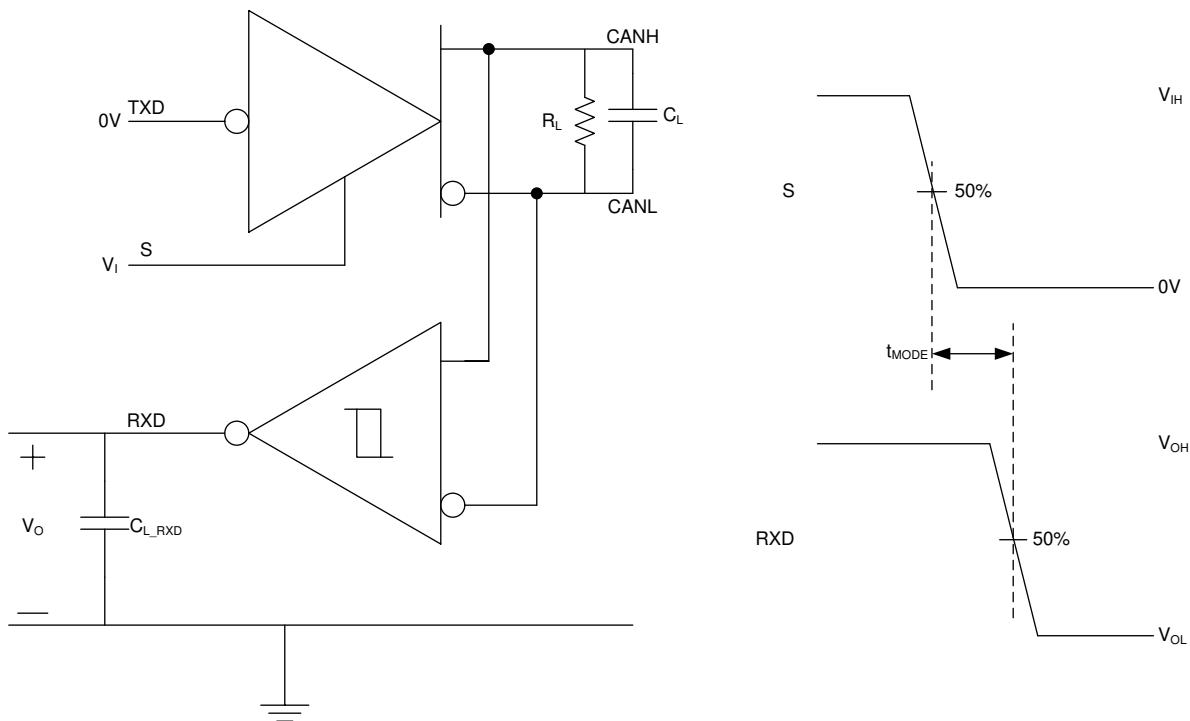 CANH
TXD
0V
R_L
C_L
CANL
S
V_I
RXD
+
V_O
C_L_RXD
—
V_IH
S
50%
0V
t_MODE
V_OH
RXD
50%
V_OL